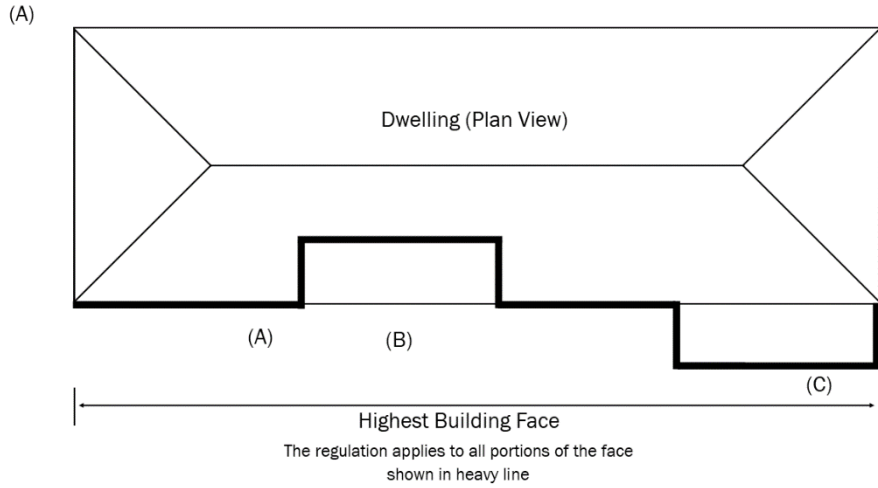 (A)
Dwelling (Plan View)
(A)
(B)
(C)
Highest Building Face
The regulation applies to all portions of the face
shown in heavy line